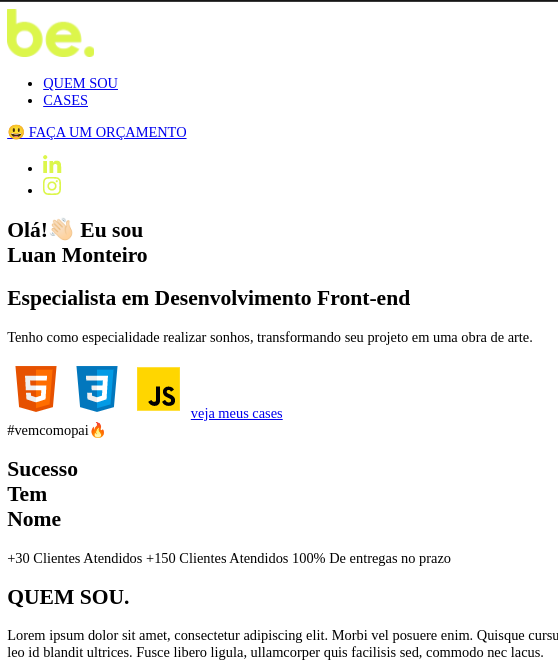 be.
QUEM SOU
CASES
😃 FAÇA UM ORÇAMENTO
in
Olá!👋🏻 Eu sou
Luan Monteiro
Especialista em Desenvolvimento Front-end
Tenho como especialidade realizar sonhos, transformando seu projeto em uma obra de arte.
5 3 JS veja meus cases
#vemcomopai🔥
Sucesso
Tem
Nome
+30 Clientes Atendidos +150 Clientes Atendidos 100% De entregas no prazo
QUEM SOU.
Lorem ipsum dolor sit amet, consectetur adipiscing elit. Morbi vel posuere enim. Quisque cursu
leo id blandit ultrices. Fusce libero ligula, ullamcorper quis facilisis sed, commodo nec lacus.